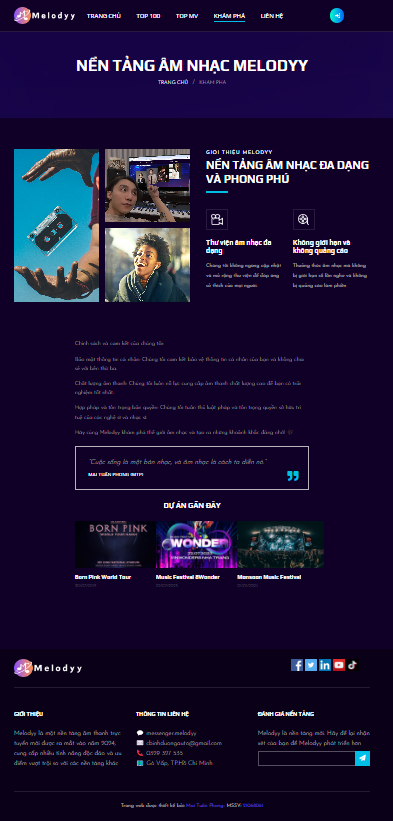 Melodyy
TRANG CHỦ
TOP 100
TOP MV
KHÁM PHÁ
LIÊN HỆ
NỀN TẢNG ÂM NHẠC MELODYY
TRANG CHỦ / KHÁM PHÁ
GIỚI THIỆU MELODYY
NỀN TẢNG ÂM NHẠC ĐA DẠNG
VÀ PHONG PHÚ
Thư viện âm nhạc đa
dạng
Chúng tôi không ngừng cập nhật
và mở rộng thư viện để đáp ứng
sở thích của mọi người
Không giới hạn và
không quảng cáo
Thưởng thức âm nhạc mà không
bị giới hạn số lần nghe và không
bị quảng cáo làm phiền
Chính sách và cam kết của chúng tôi:
Bảo mật thông tin cá nhân: Chúng tôi cam kết bảo vệ thông tin cá nhân của bạn và không chia
sẻ với bên thứ ba.
Chất lượng âm thanh: Chúng tôi luôn nỗ lực cung cấp âm thanh chất lượng cao để bạn có trải
nghiệm tốt nhất.
Hợp pháp và tôn trọng bản quyền: Chúng tôi tuân thủ luật pháp và tôn trọng quyền sở hữu trí
tuệ của các nghệ sĩ và nhạc sĩ.
Hãy cùng Melodyy khám phá thế giới âm nhạc và tạo ra những khoảnh khắc đáng nhớ!
"Cuộc sống là một bản nhạc, và âm nhạc là cách ta diễn nó."
MAI TUẤN PHONG (MTP)
DỰ ÁN GẦN ĐÂY
BORN PINK
WORLD TOUR
WONDER
Born Pink World Tour
Music Festival 8Wonder
Monsoon Music Festival
Melodyy
GIỚI THIỆU
Melodyy là một nền tảng âm thanh trực
tuyến mới được ra mắt vào năm 2024,
cung cấp nhiều tính năng độc đáo và ưu
điểm vượt trội so với các nền tảng khác
THÔNG TIN LIÊN HỆ
messenger.melodyy
Gò Vấp, TP.Hồ Chí Minh
ĐÁNH GIÁ NỀN TẢNG
Melodyy là nền tảng mới. Hãy để lại nhận
xét của bạn để Melodyy phát triển hơn
Trang web được thiết kế bởi Mai Tuấn Phong - MSSV: